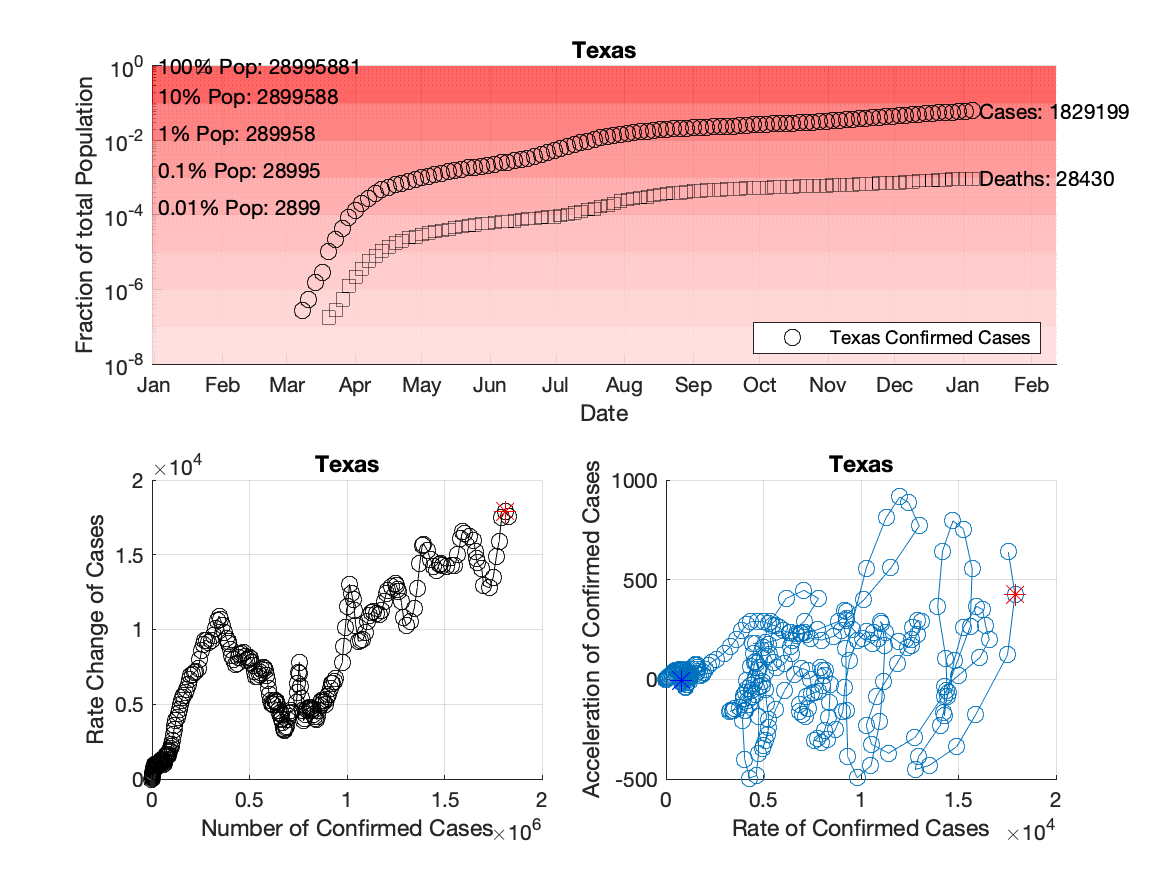 Texas
10^0
10^-2
10^-4
10^-6
10^-8
Fraction of total Population
100% Pop: 28995881
10% Pop: 2899588
1% Pop: 289958
0.1% Pop: 28995
0.01% Pop: 2899
Cases: 1829199
Deaths: 28430
Texas Confirmed Cases
Jan Feb Mar Apr May Jun Jul Aug Sep Oct Nov Dec Jan Feb
Date
Texas
×10^4
2
1.5
1
0.5
0
Rate Change of Cases
0 0.5 1 1.5 2
Number of Confirmed Cases
×10^6
Texas
1000
500
0
-500
Acceleration of Confirmed Cases
0 0.5 1 1.5 2
Rate of Confirmed Cases
×10^4